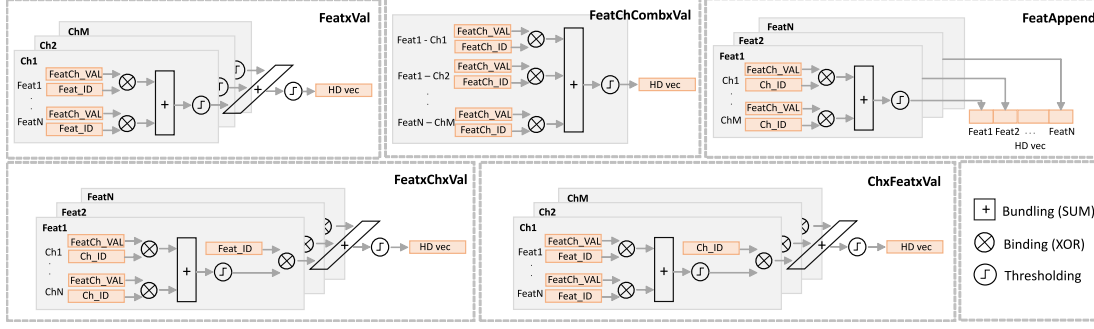 FeatxVal
ChM
Ch2
Ch1
FeatCh_VAL
Feat1
Feat_ID
.
.
FeatCh_VAL
FeatN
Feat_ID
+
+
HD vec
FeatChCombxVal
FeatCh_VAL
Feat1 - Ch1
FeatCh_ID
FeatCh_VAL
Feat1 – Ch2
FeatCh_ID
.
.
FeatCh_VAL
FeatN – ChM
FeatCh_ID
+
HD vec
FeatAppend
FeatN
Feat2
Feat1
FeatCh_VAL
Ch1
Ch_ID
.
.
FeatCh_VAL
ChM
Ch_ID
+
Feat1 Feat2 ... FeatN
HD vec
FeatxChxVal
FeatN
Feat2
Feat1
FeatCh_VAL
Ch1
Ch_ID
.
.
FeatCh_VAL
ChN
Ch_ID
+
Feat_ID
+
HD vec
ChxFeatxVal
ChM
Ch2
Ch1
FeatCh_VAL
Feat1
Feat_ID
.
.
FeatCh_VAL
FeatN
Feat_ID
+
Ch_ID
+
HD vec
+ Bundling (SUM)
Binding (XOR)
Thresholding